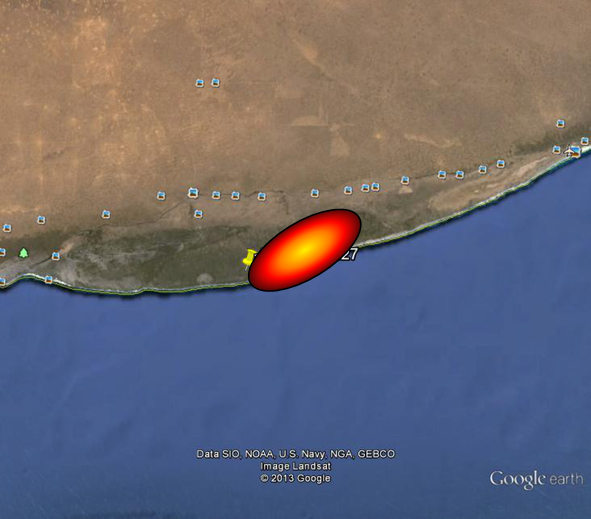 27
Data SIO, NOAA, U.S. Navy, NGA, GEBCO
Image Landsat
© 2013 Google
Google earth